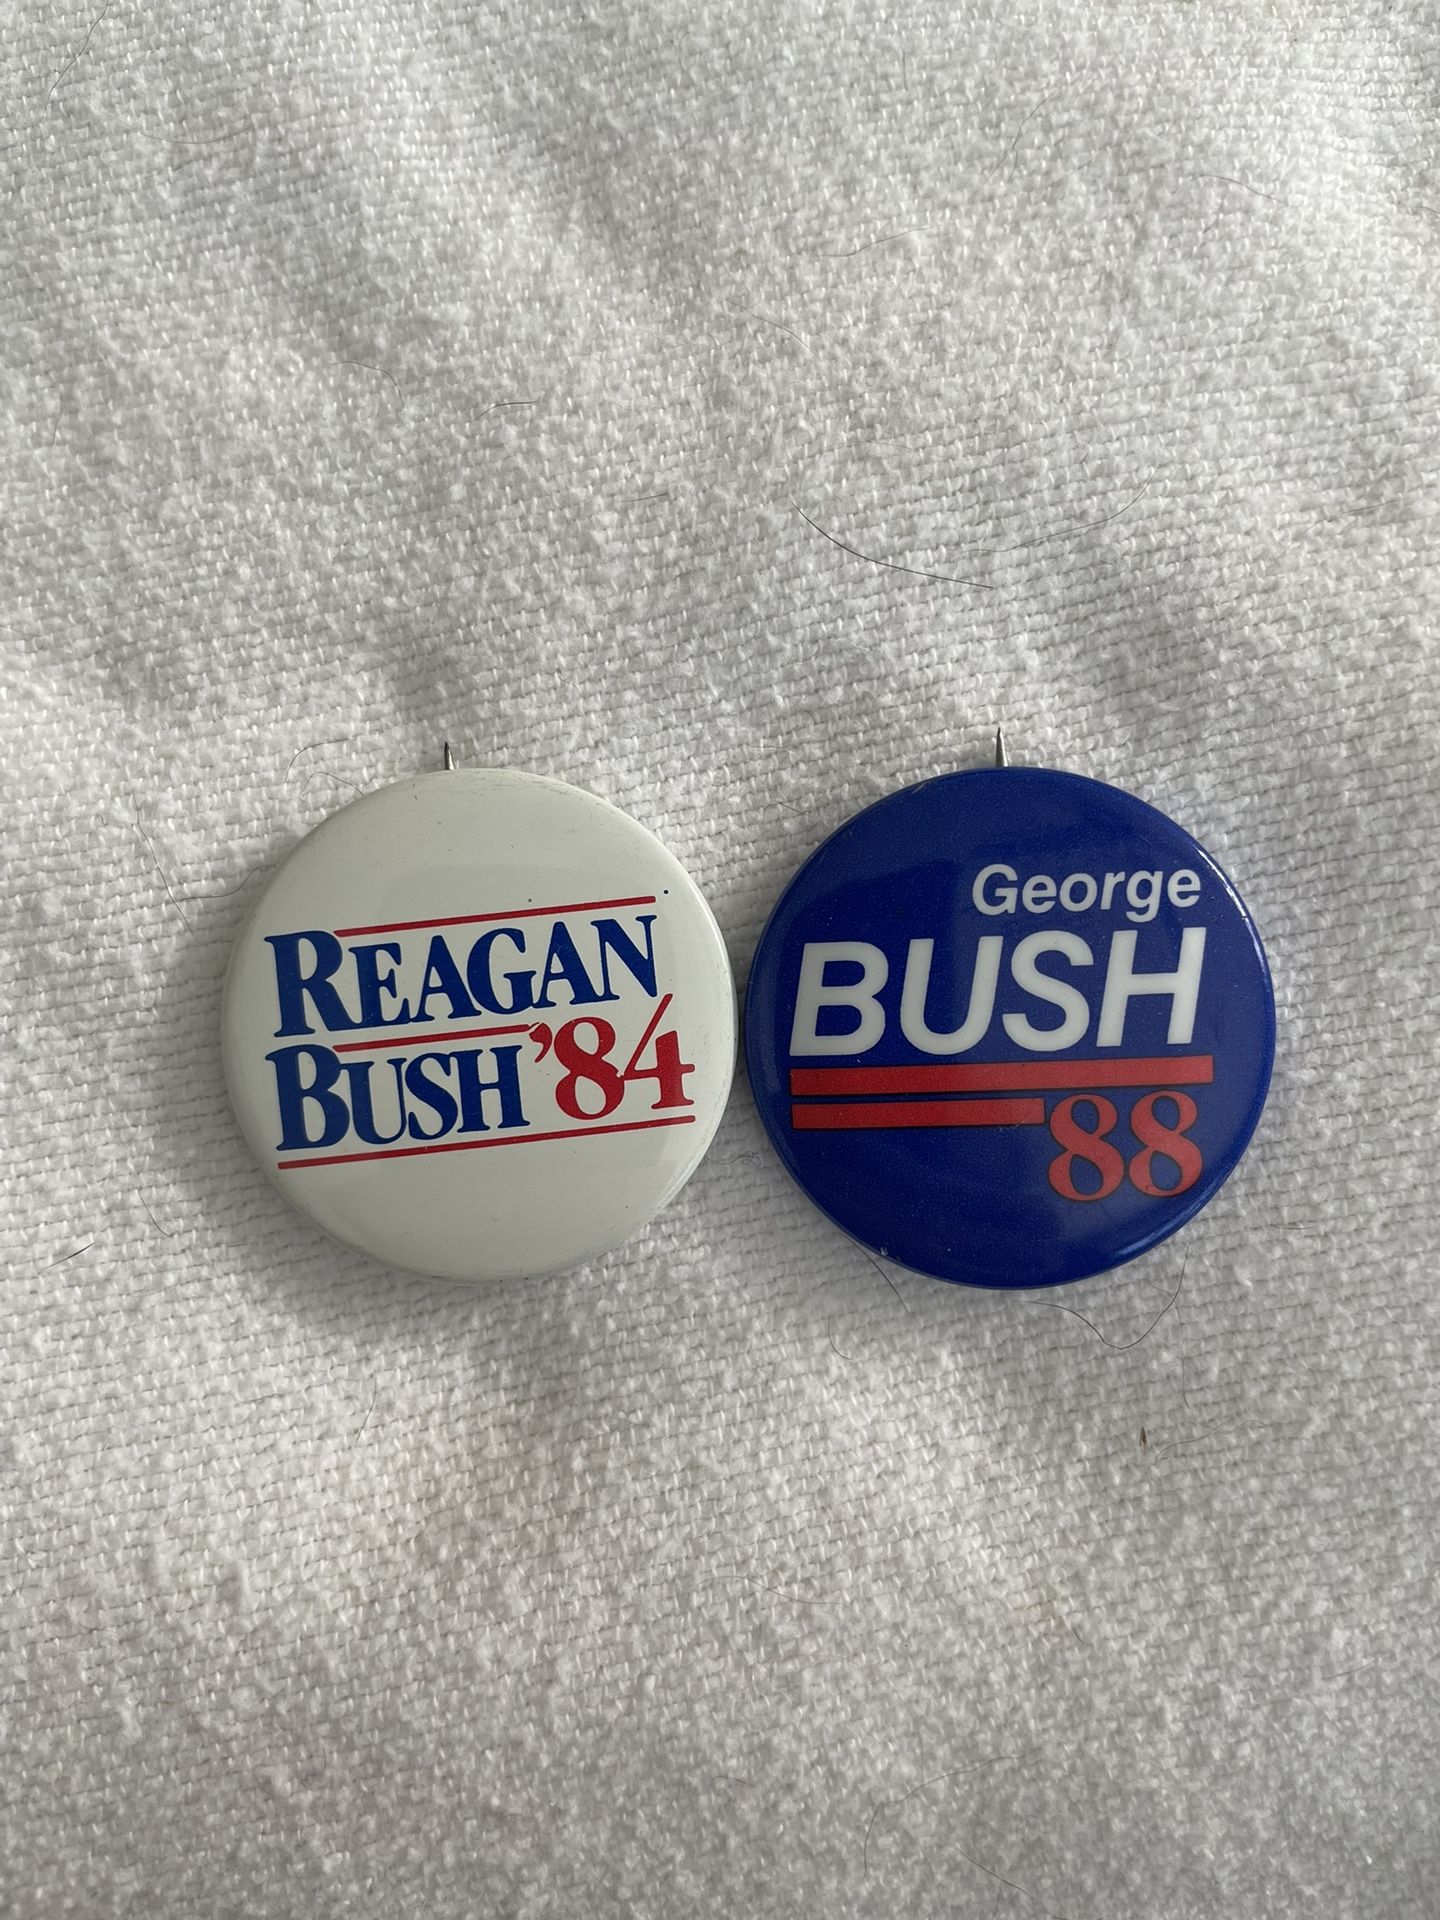 REAGAN
BUSH '84
George
BUSH
88